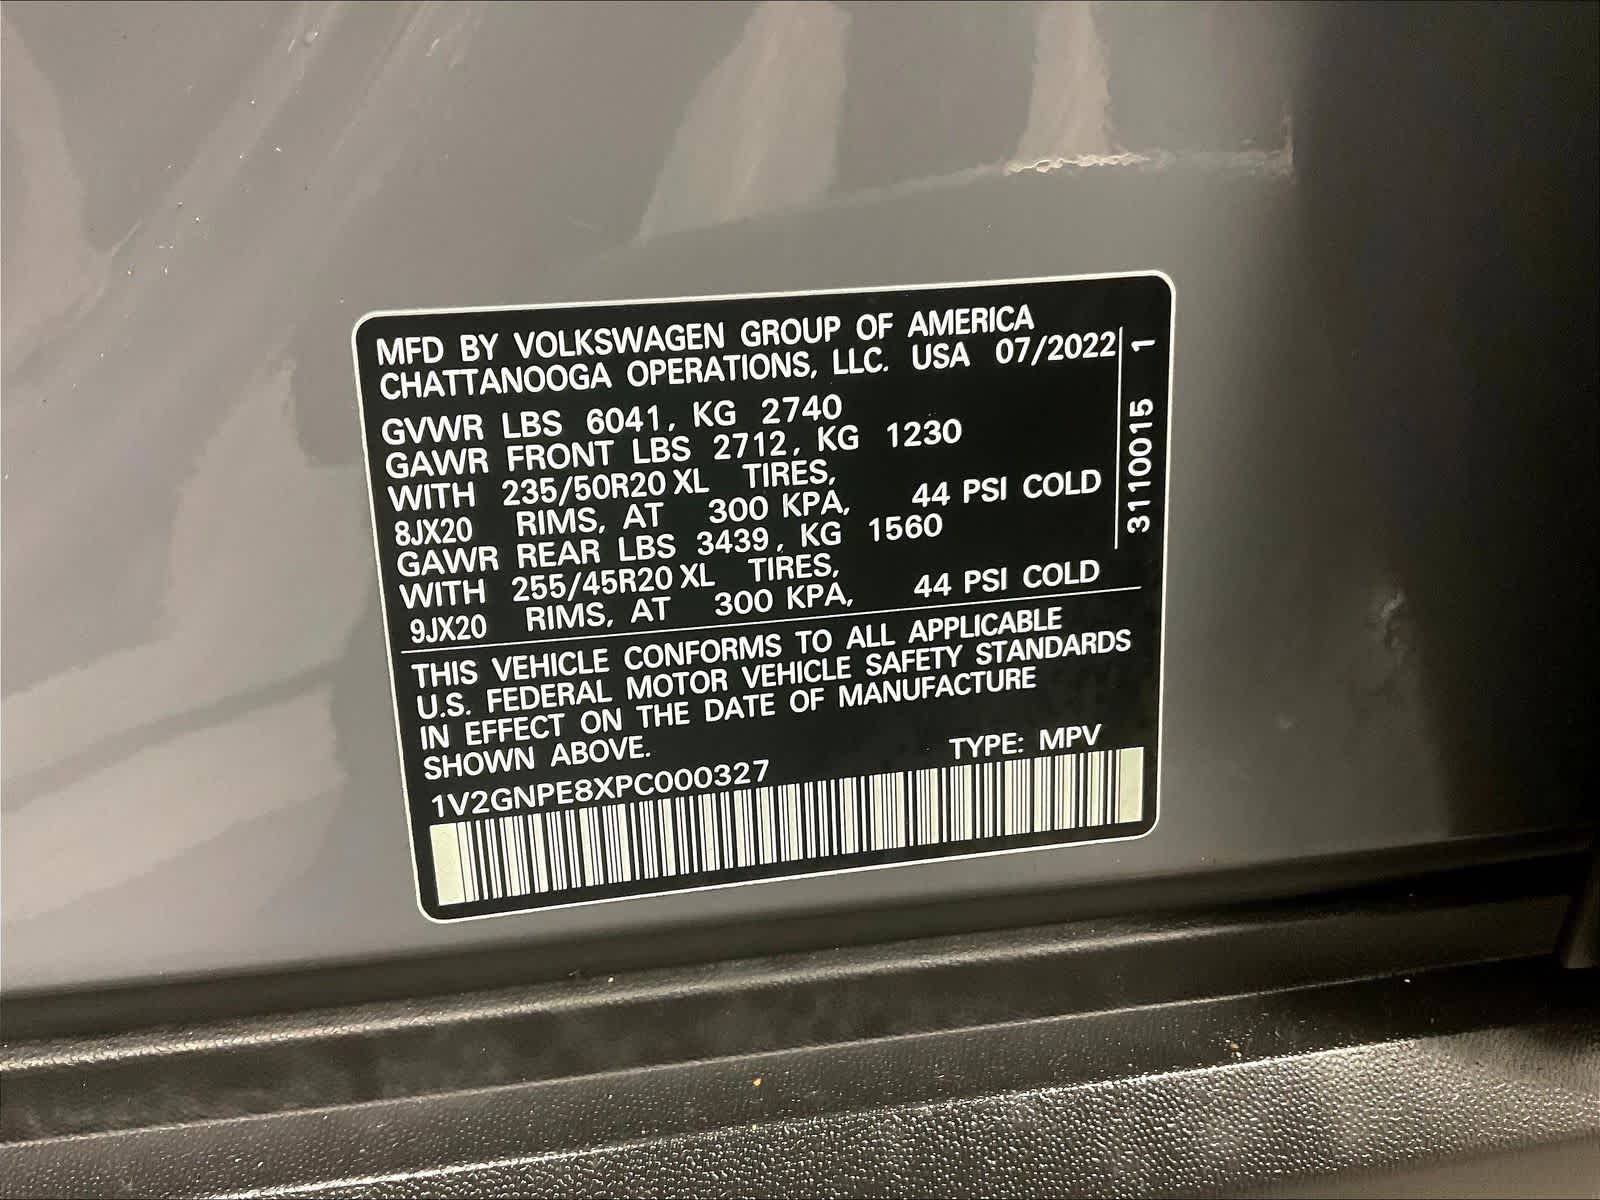 MFD BY VOLKSWAGEN GROUP OF AMERICA
CHATTANOOGA OPERATIONS, LLC. USA 07/2022
GVWR LBS 6041, KG 2740
GAWR FRONT LBS 2712, KG 1230
WITH 235/50R20 XL TIRES,
8JX20 RIMS, AT 300 KPA, 44 PSI COLD
GAWR REAR LBS 3439, KG 1560
WITH 255/45R20 XL TIRES,
9JX20 RIMS, AT 300 KPA, 44 PSI COLD
THIS VEHICLE CONFORMS TO ALL APPLICABLE
U.S. FEDERAL MOTOR VEHICLE SAFETY STANDARDS
IN EFFECT ON THE DATE OF MANUFACTURE
SHOWN ABOVE.
TYPE: MPV
1V2GNPE8XPC000327
3110015 1